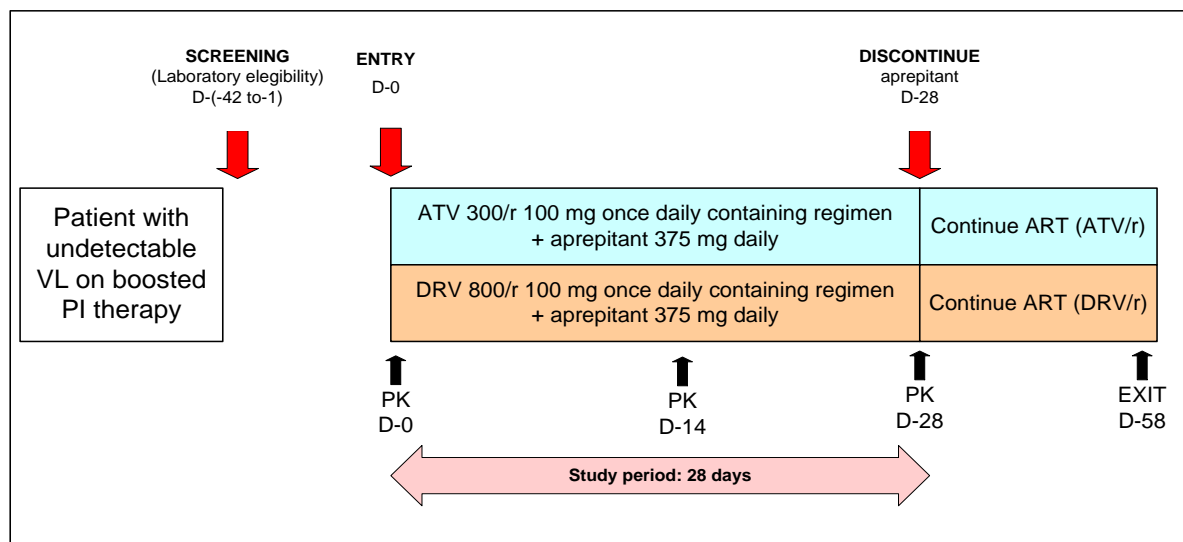 SCREENING
(Laboratory elegibility)
D-(-42 to-1)
ENTRY
D-0
DISCONTINUE
aprepitant
D-28
Patient with
undetectable
VL on boosted
PI therapy
ATV 300/r 100 mg once daily containing regimen
+ aprepitant 375 mg daily
Continue ART (ATV/r)
DRV 800/r 100 mg once daily containing regimen
+ aprepitant 375 mg daily
Continue ART (DRV/r)
PK
D-0
PK
D-14
PK
D-28
EXIT
D-58
Study period: 28 days